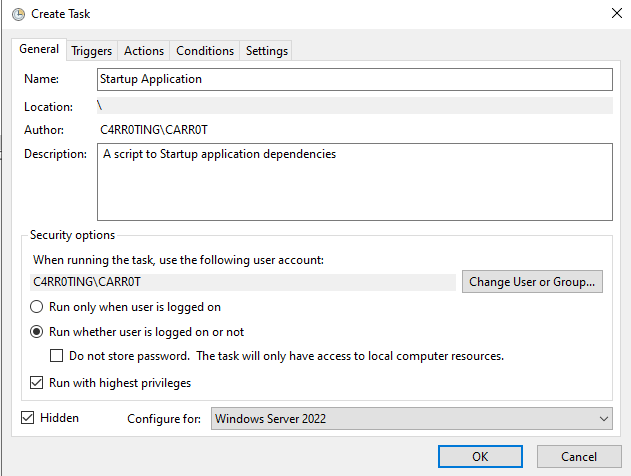 Create Task
General Triggers Actions Conditions Settings
Name: Startup Application
Location: \
Author: C4RR0TING\CARR0T
Description: A script to Startup application dependencies
Security options
When running the task, use the following user account:
C4RR0TING\CARR0T Change User or Group...
Run only when user is logged on
Run whether user is logged on or not
Do not store password. The task will only have access to local computer resources.
Run with highest privileges
Hidden Configure for: Windows Server 2022
OK Cancel